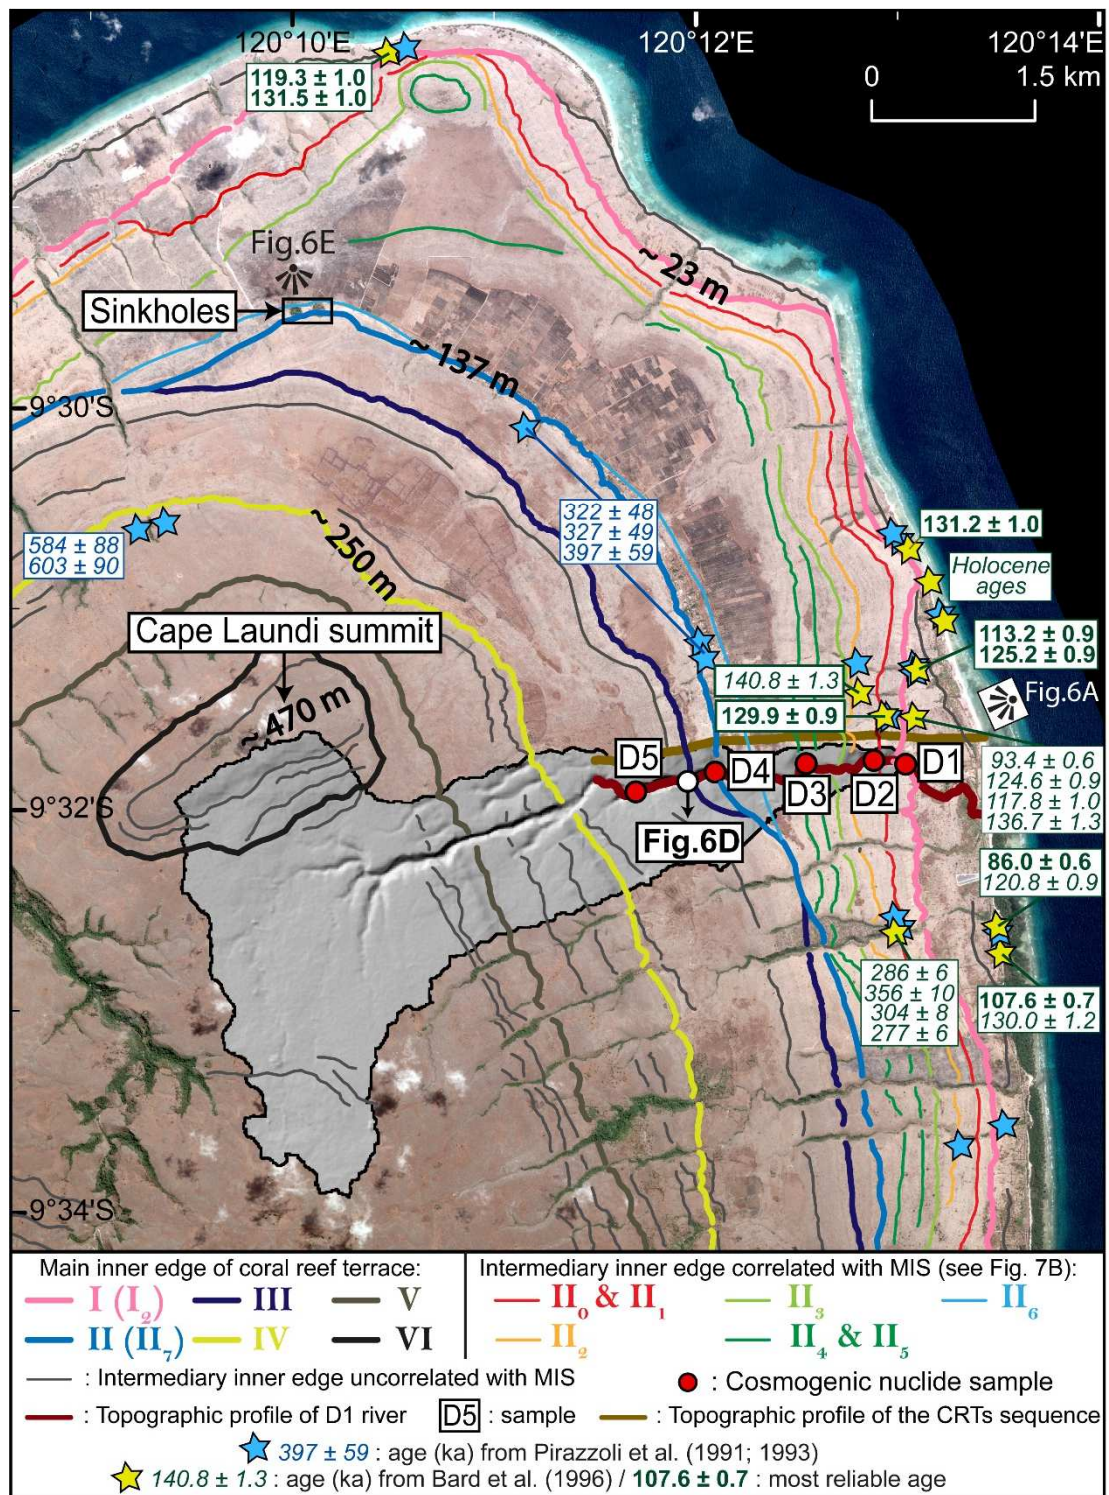 120°10'E
120°12'E
120°14'E
119.3 ± 1.0
131.5 ± 1.0
0 1.5 km
Fig.6E
~ 23 m
Sinkholes
~ 137 m
9°30'S
322 ± 48
327 ± 49
397 ± 59
584 ± 88
603 ± 90
131.2 ± 1.0
~ 250 m
Holocene
ages
Cape Laundi summit
113.2 ± 0.9
125.2 ± 0.9
140.8 ± 1.3
Fig.6A
~ 470 m
129.9 ± 0.9
D5
D4
D3
D2
D1
93.4 ± 0.6
124.6 ± 0.9
117.8 ± 1.0
136.7 ± 1.3
9°32'S
Fig.6D
86.0 ± 0.6
120.8 ± 0.9
286 ± 6
356 ± 10
304 ± 8
277 ± 6
107.6 ± 0.7
130.0 ± 1.2
9°34'S
Main inner edge of coral reef terrace:
I (I₂) III V
II (II₇) IV VI
Intermediary inner edge correlated with MIS (see Fig. 7B):
II₀ & II₁ II₃ II₆
II₂ II₄ & II₅
: Intermediary inner edge uncorrelated with MIS
: Cosmogenic nuclide sample
: Topographic profile of D1 river
D5 : sample
: Topographic profile of the CRTs sequence
397 ± 59 : age (ka) from Pirazzoli et al. (1991; 1993)
140.8 ± 1.3 : age (ka) from Bard et al. (1996) / 107.6 ± 0.7 : most reliable age